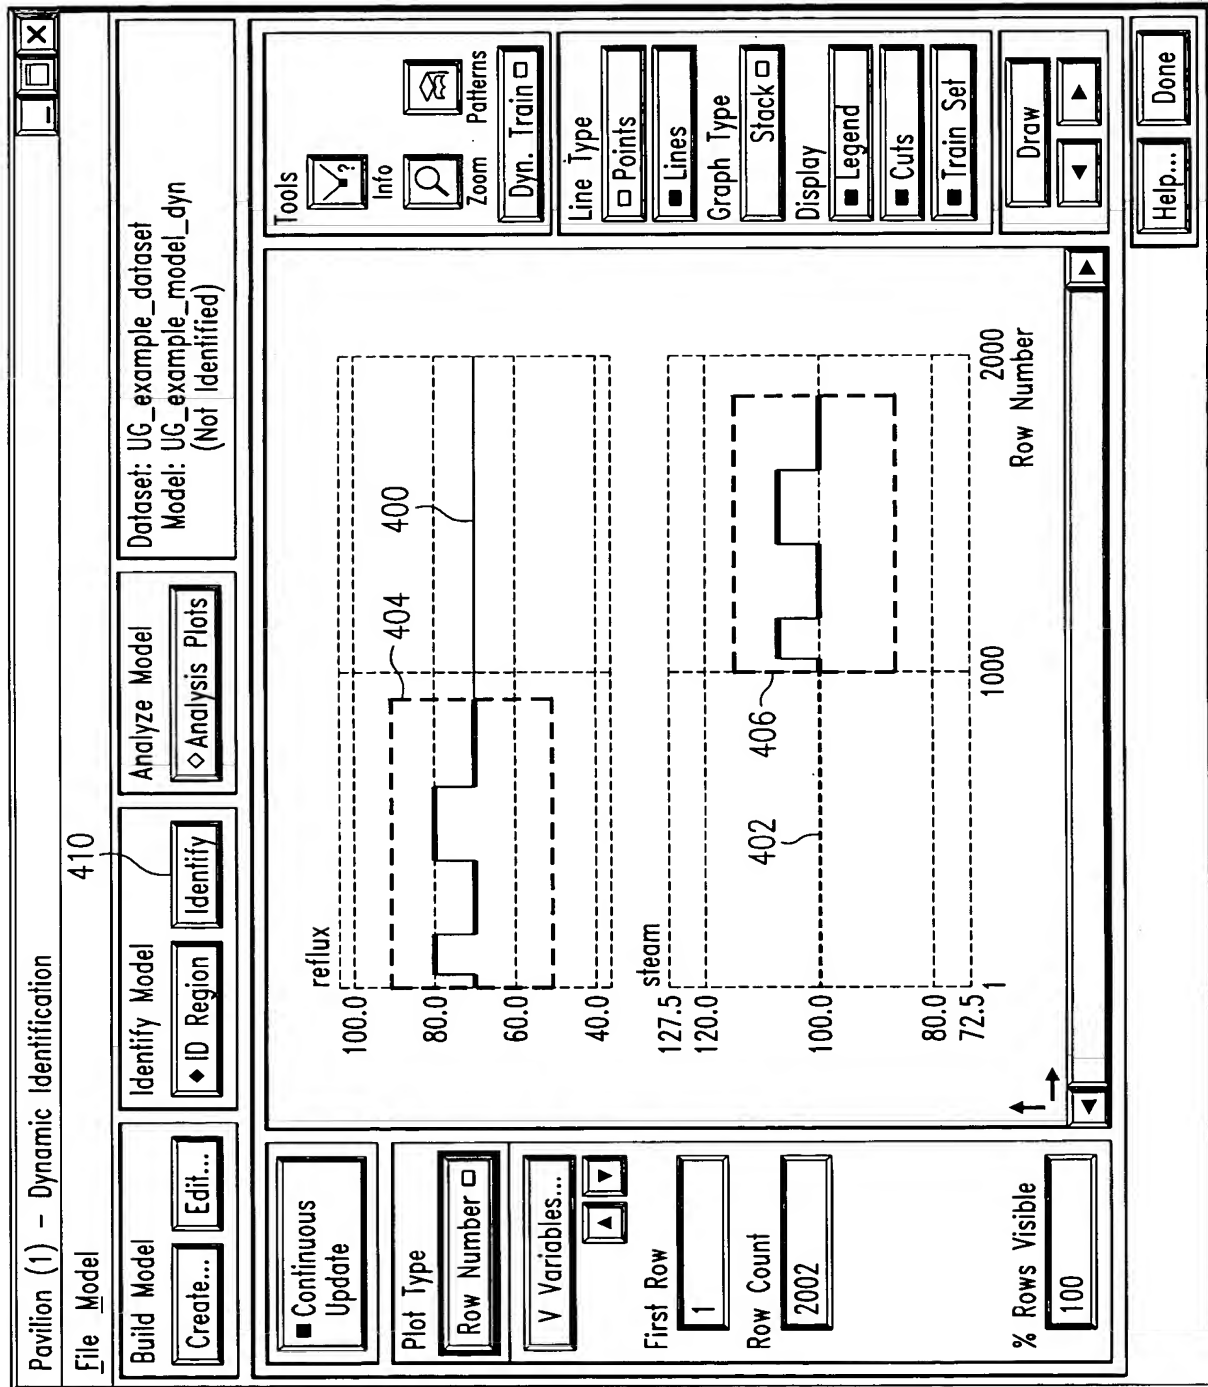 Pavilion (1) – Dynamic Identification
File Model
410
Build Model
Create... Edit...
Identify Model
ID Region Identify
Analyze Model
Analysis Plots
Dataset: UG_example_dataset
Model: UG_example_model_dyn
(Not Identified)
Continuous
Update
Plot Type
Row Number
V Variables...
First Row
1
Row Count
2002
% Rows Visible
100
reflux
100.0
80.0
60.0
40.0
404
400
steam
127.5
120.0
100.0
80.0
72.5
402
406
1 1000 2000
Row Number
Tools
?
Info
Zoom Patterns
Dyn. Train
Line Type
Points
Lines
Graph Type
Stack
Display
Legend
Cuts
Train Set
Draw
Help... Done